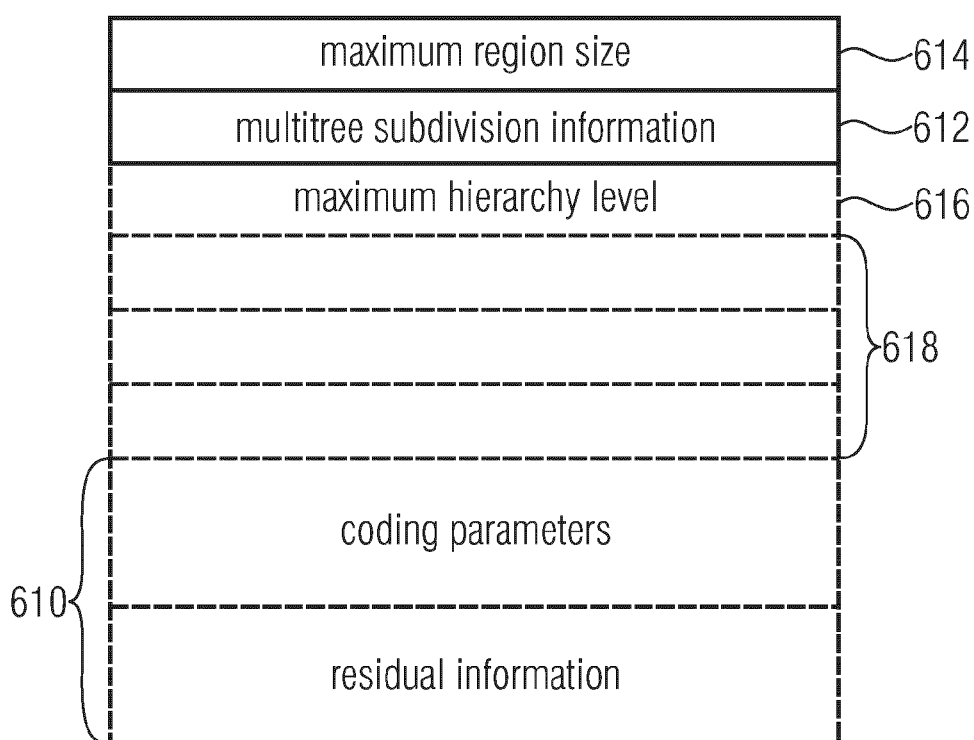 maximum region size
614
multitree subdivision information
612
maximum hierarchy level
616
618
coding parameters
610
residual information